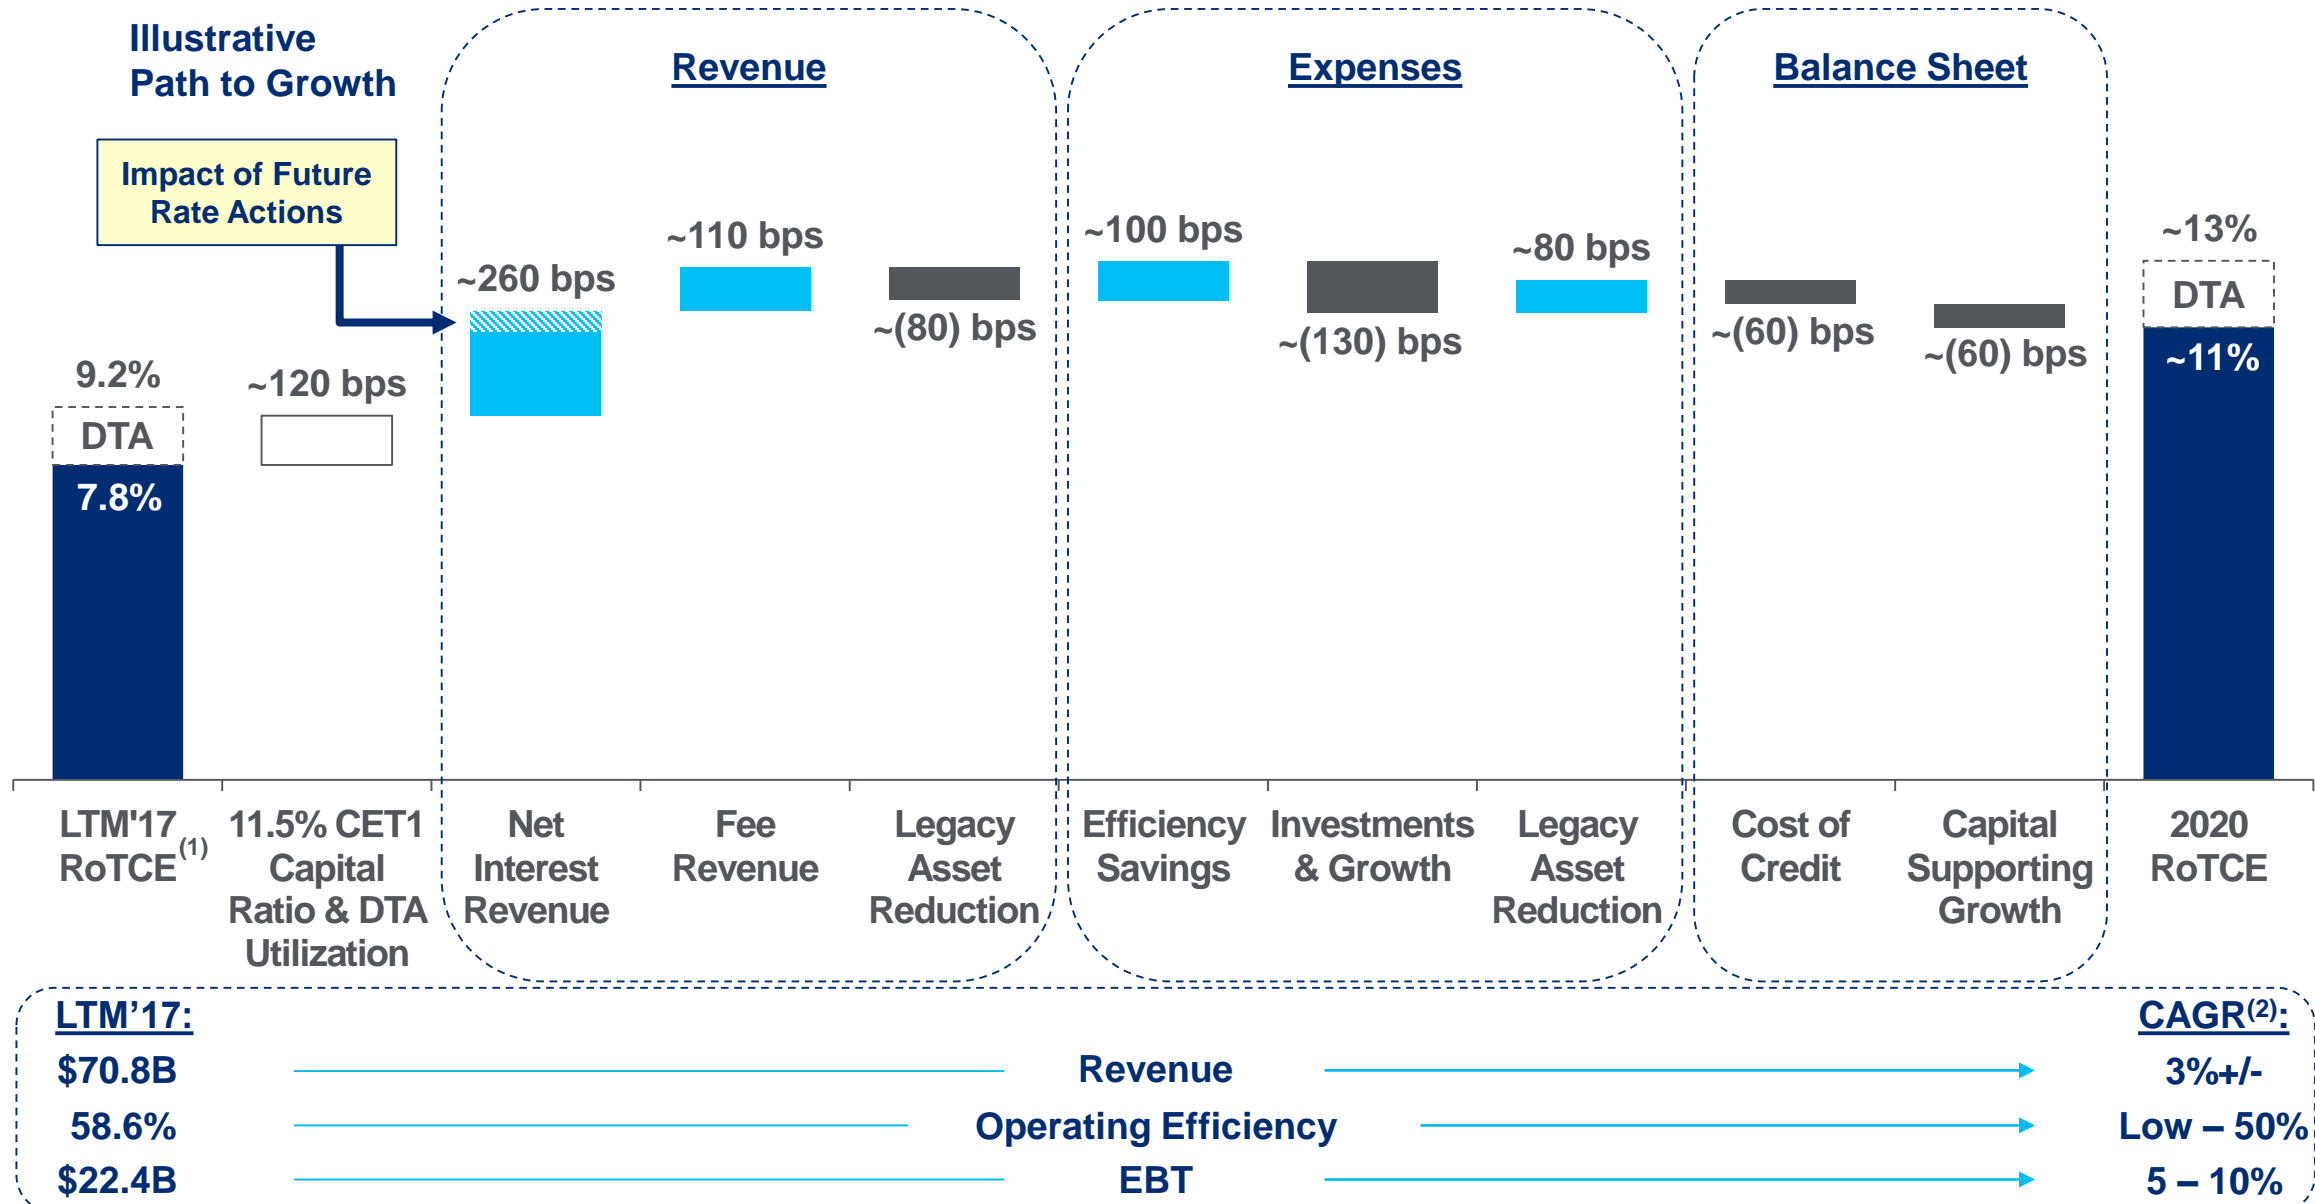 Illustrative
Path to Growth
Revenue
Expenses
Balance Sheet
Impact of Future
Rate Actions
9.2%
DTA
7.8%
~120 bps
~260 bps
~110 bps
~(80) bps
~100 bps
~(130) bps
~80 bps
~(60) bps
~(60) bps
~13%
DTA
~11%
LTM'17
RoTCE(1)
11.5% CET1
Capital
Ratio & DTA
Utilization
Net
Interest
Revenue
Fee
Revenue
Legacy
Asset
Reduction
Efficiency
Savings
Investments
& Growth
Legacy
Asset
Reduction
Cost of
Credit
Capital
Supporting
Growth
2020
RoTCE
LTM’17:
CAGR(2):
$70.8B
Revenue
3%+/-
58.6%
Operating Efficiency
Low – 50%
$22.4B
EBT
5 – 10%